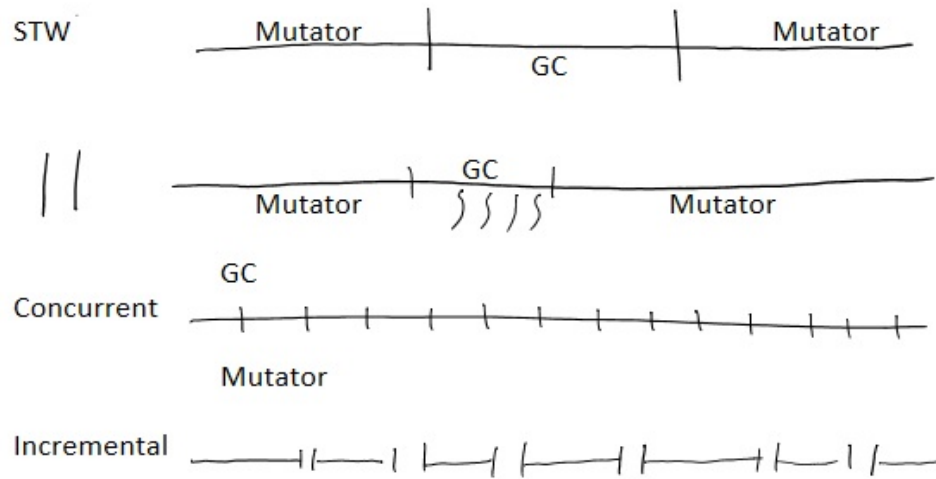 STW
Mutator Mutator
GC
||
GC
Mutator Mutator
GC
Concurrent
Mutator
Incremental